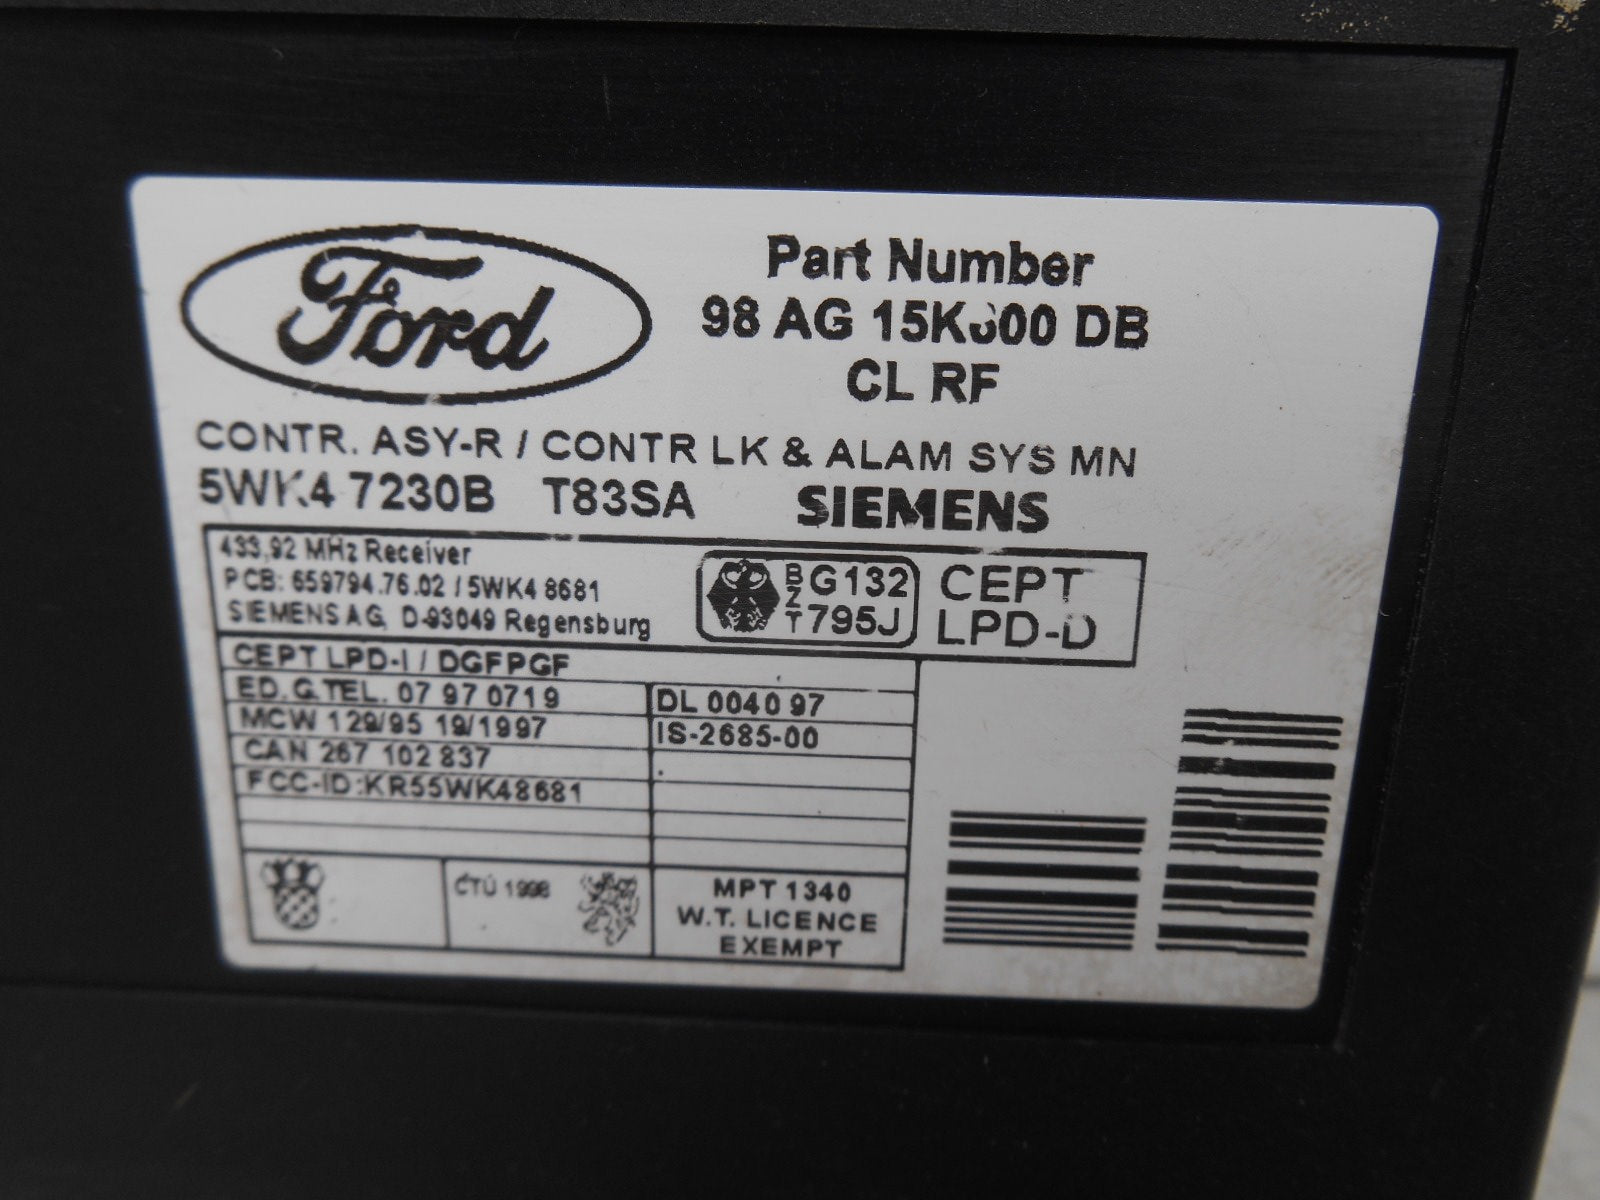 Ford
Part Number
98 AG 15K600 DB
CL RF
CONTR. ASY-R / CONTR LK & ALAM SYS MN
5WK4 7230B T83SA SIEMENS
433,92 MHz Receiver
PCB: 659794.76.02 / 5WK4 8681
SIEMENS AG, D-93049 Regensburg
BZT G132
795J
CEPT
LPD-D
CEPT LPD-I / DGFPGF
ED. G. TEL. 07 97 0719
DL 0040 97
MCW 129/95 19/1997
IS-2685-00
CAN 267 102 837
FCC-ID:KR55WK48681
ČTÚ 1998
MPT 1340
W.T. LICENCE
EXEMPT